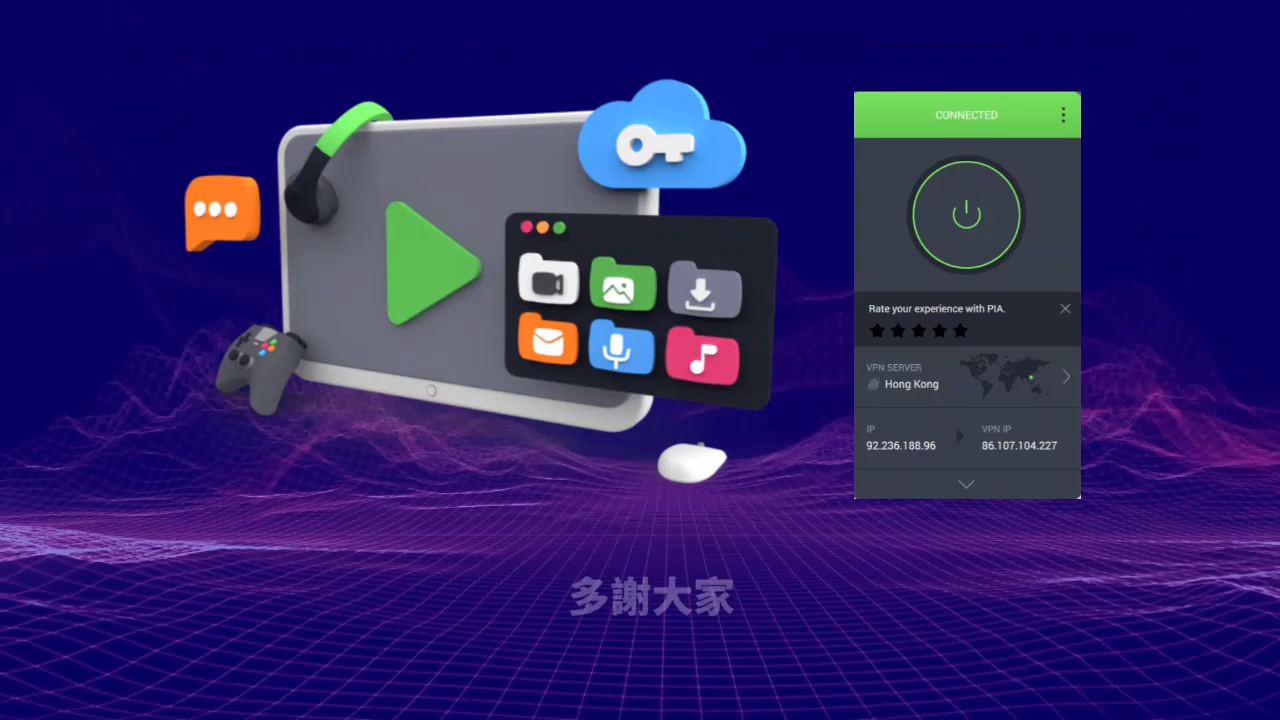 CONNECTED
Rate your experience with PIA.
VPN SERVER
Hong Kong
IP
92.236.188.96
VPN IP
86.107.104.227
多謝大家